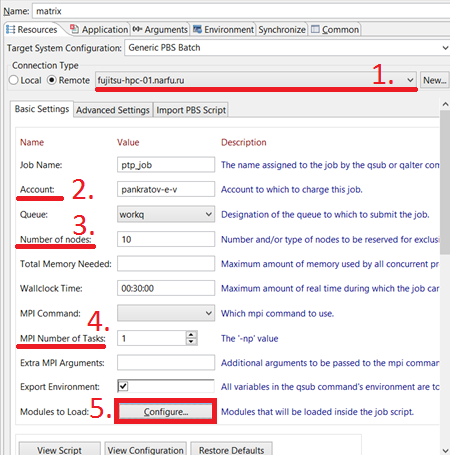 Name: matrix
Resources Application Arguments Environment Synchronize Common
Target System Configuration: Generic PBS Batch
Connection Type
Local Remote fujitsu-hpc-01.narfu.ru 1. New...
Basic Settings Advanced Settings Import PBS Script
Name Value Description
Job Name: ptp_job The name assigned to the job by the qsub or qalter com
Account: 2. pankratov-e-v Account to which to charge this job.
Queue: workq Designation of the queue to which to submit the job.
3.
Number of nodes: 10 Number and/or type of nodes to be reserved for exclus
Total Memory Needed: Maximum amount of memory used by all concurrent pr
Wallclock Time: 00:30:00 Maximum amount of real time during which the job can
MPI Command: Which mpi command to use.
4.
MPI Number of Tasks: 1 The '-np' value
Extra MPI Arguments: Additional arguments to be passed to the mpi comman
Export Environment: All variables in the qsub command's environment are to
Modules to Load: 5. Configure... Modules that will be loaded inside the job script.
View Script View Configuration Restore Defaults